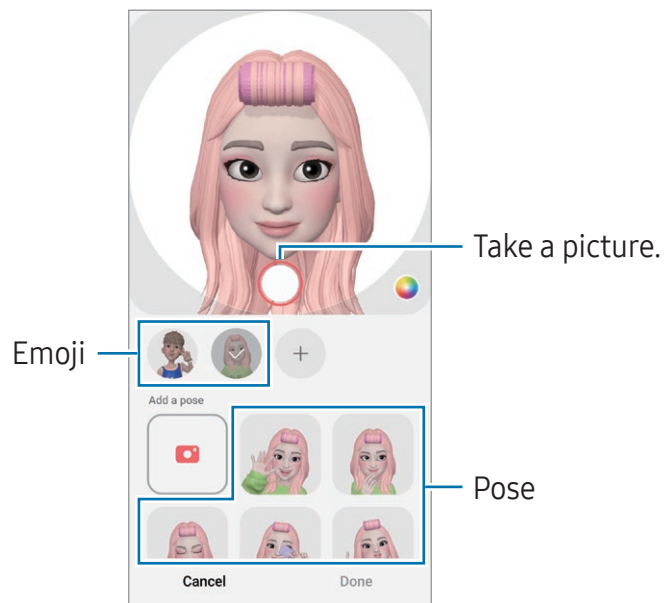 Take a picture.
Emoji
Add a pose
Pose
Cancel
Done